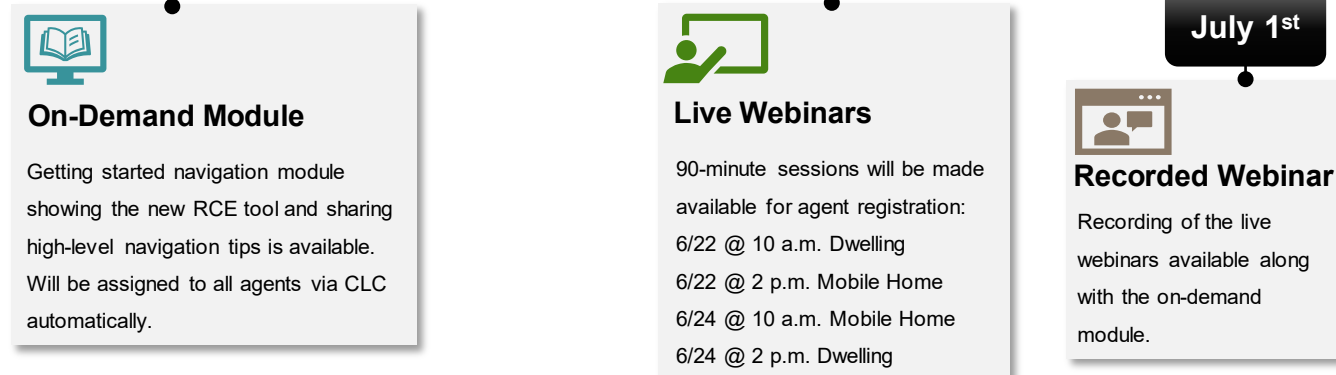 On-Demand Module
Getting started navigation module
showing the new RCE tool and sharing
high-level navigation tips is available.
Will be assigned to all agents via CLC
automatically.
Live Webinars
90-minute sessions will be made
available for agent registration:
6/22 @ 10 a.m. Dwelling
6/22 @ 2 p.m. Mobile Home
6/24 @ 10 a.m. Mobile Home
6/24 @ 2 p.m. Dwelling
July 1st
Recorded Webinar
Recording of the live
webinars available along
with the on-demand
module.